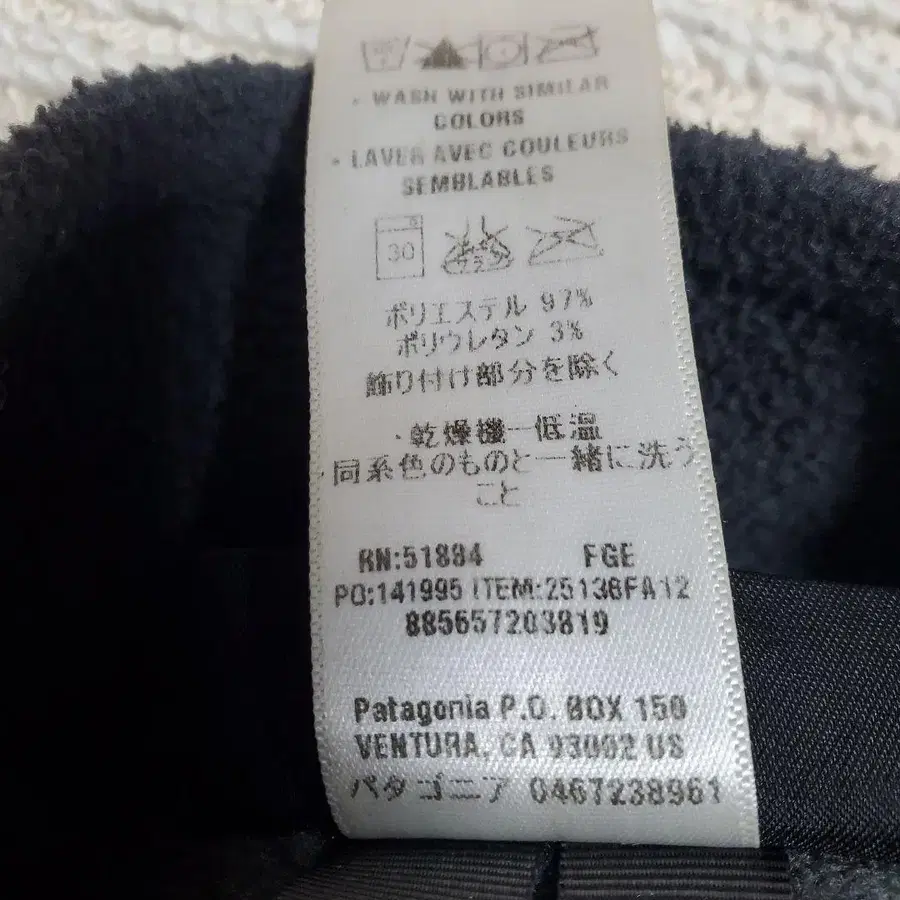 • WASH WITH SIMILAR
COLORS
• LAVER AVEC COULEURS
SEMBLABLES
30
ポリエステル 97%
ポリウレタン 3%
飾り付け部分を除く
・乾燥機一低温
・同系色のものと一緒に洗う
こと
RN:51884 FGE
PO:141995 ITEM:25136FA12
885657203819
Patagonia P.O. BOX 150
VENTURA, CA 93002 US
パタゴニア 0467238961